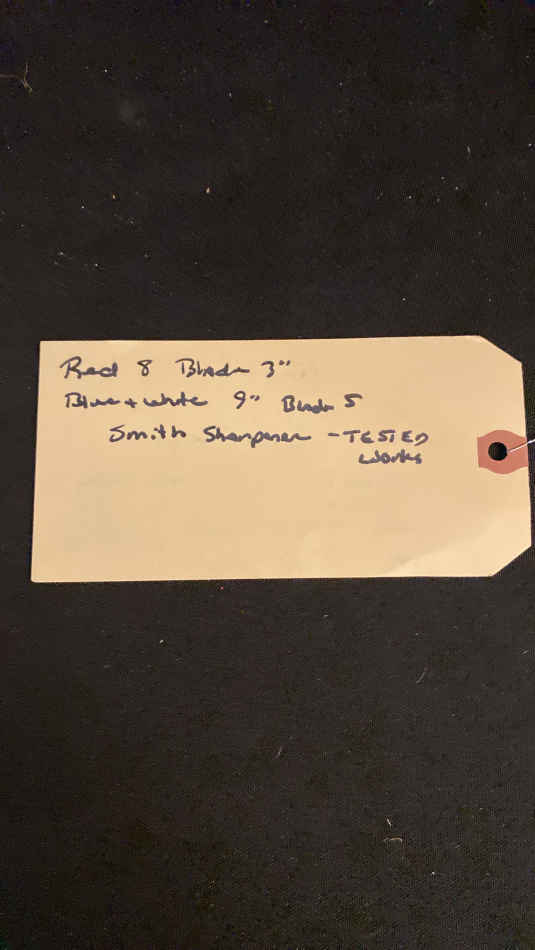 Red 8 Blade 3"
Blue + white 9" Blade 5
Smith Sharpener - TESTED
works